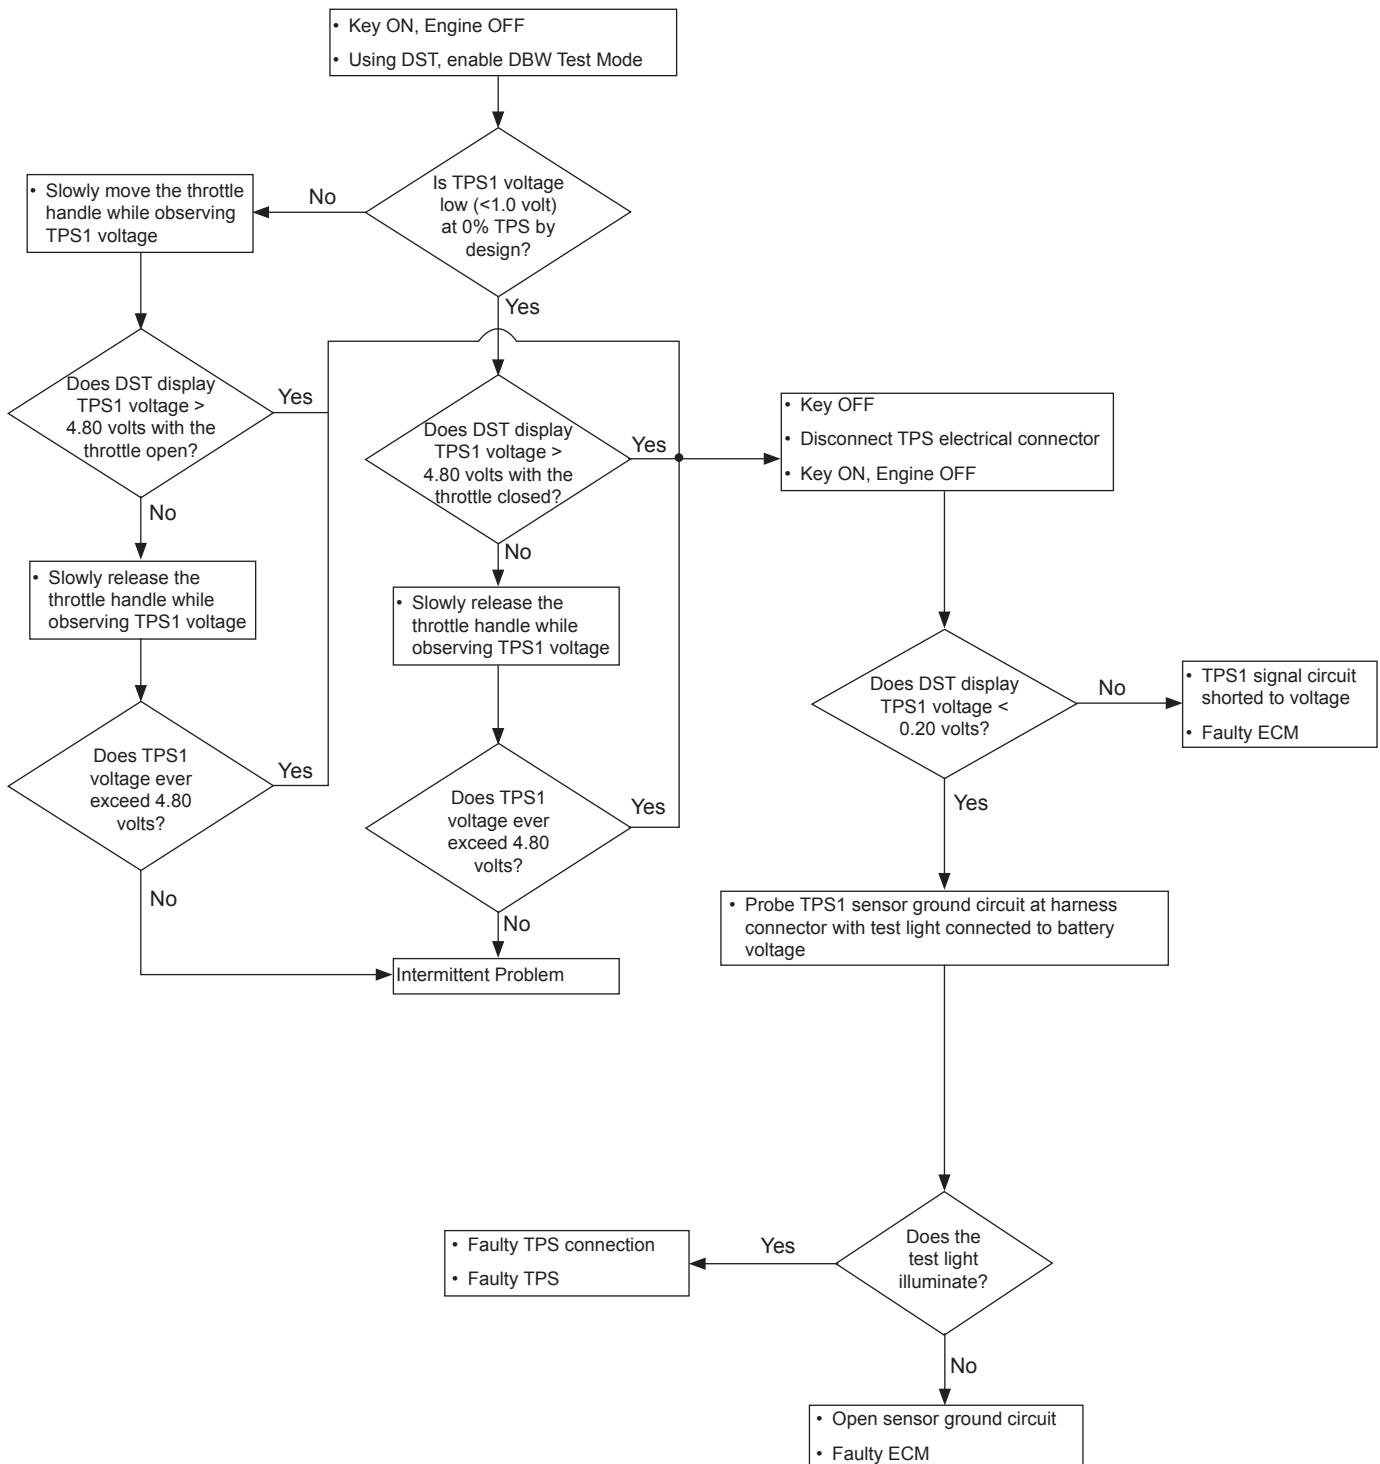 • Key ON, Engine OFF
• Using DST, enable DBW Test Mode
Is TPS1 voltage
low (<1.0 volt)
at 0% TPS by
design?
No
• Slowly move the throttle
handle while observing
TPS1 voltage
Yes
Does DST display
TPS1 voltage >
4.80 volts with the
throttle open?
Yes
No
• Slowly release the
throttle handle while
observing TPS1 voltage
Does TPS1
voltage ever
exceed 4.80
volts?
Yes
No
Does DST display
TPS1 voltage >
4.80 volts with the
throttle closed?
Yes
No
• Slowly release the
throttle handle while
observing TPS1 voltage
Does TPS1
voltage ever
exceed 4.80
volts?
Yes
No
Intermittent Problem
• Key OFF
• Disconnect TPS electrical connector
• Key ON, Engine OFF
Does DST display
TPS1 voltage <
0.20 volts?
No
• TPS1 signal circuit
shorted to voltage
• Faulty ECM
Yes
• Probe TPS1 sensor ground circuit at harness
connector with test light connected to battery
voltage
Does the
test light
illuminate?
Yes
• Faulty TPS connection
• Faulty TPS
No
• Open sensor ground circuit
• Faulty ECM